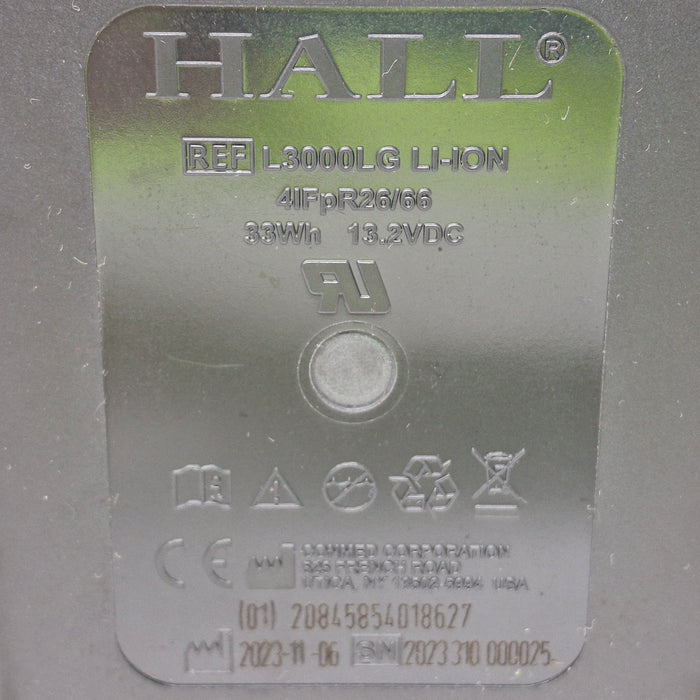 HALL®
REF L3000LG LI-ION
4IFpR26/66
33Wh 13.2VDC
CE CONMED CORPORATION
525 FRENCH ROAD
UTICA, NY 13502-5994 USA
(01) 20845854018627
2023-11-06 SN 2023310 000025